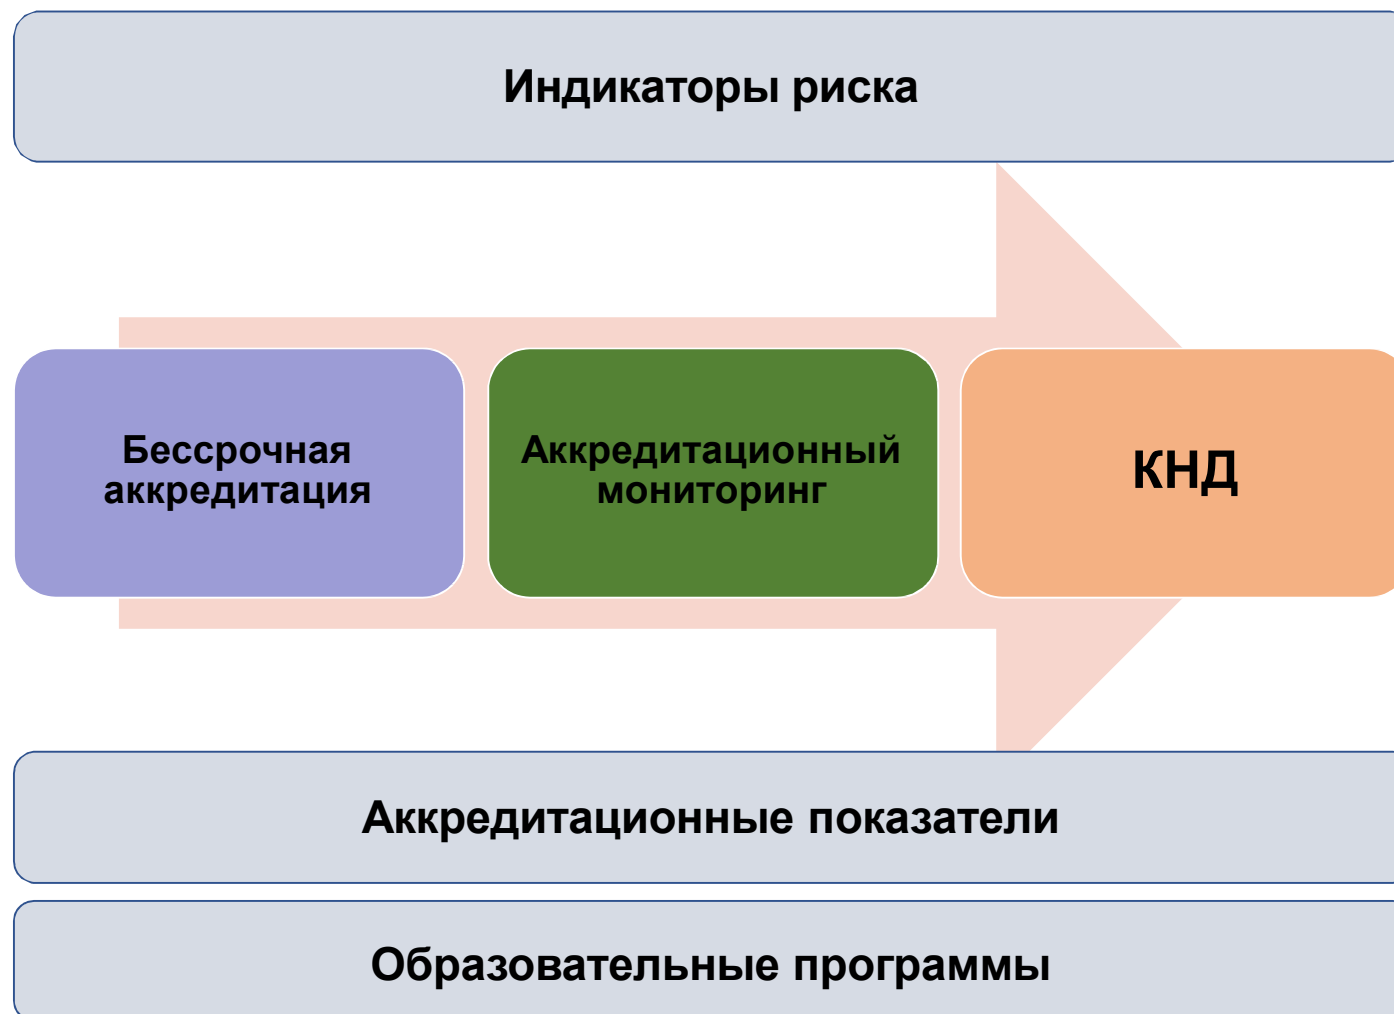 Индикаторы риска
Бессрочная
аккредитация
Аккредитационный
мониторинг
КНД
Аккредитационные показатели
Образовательные программы